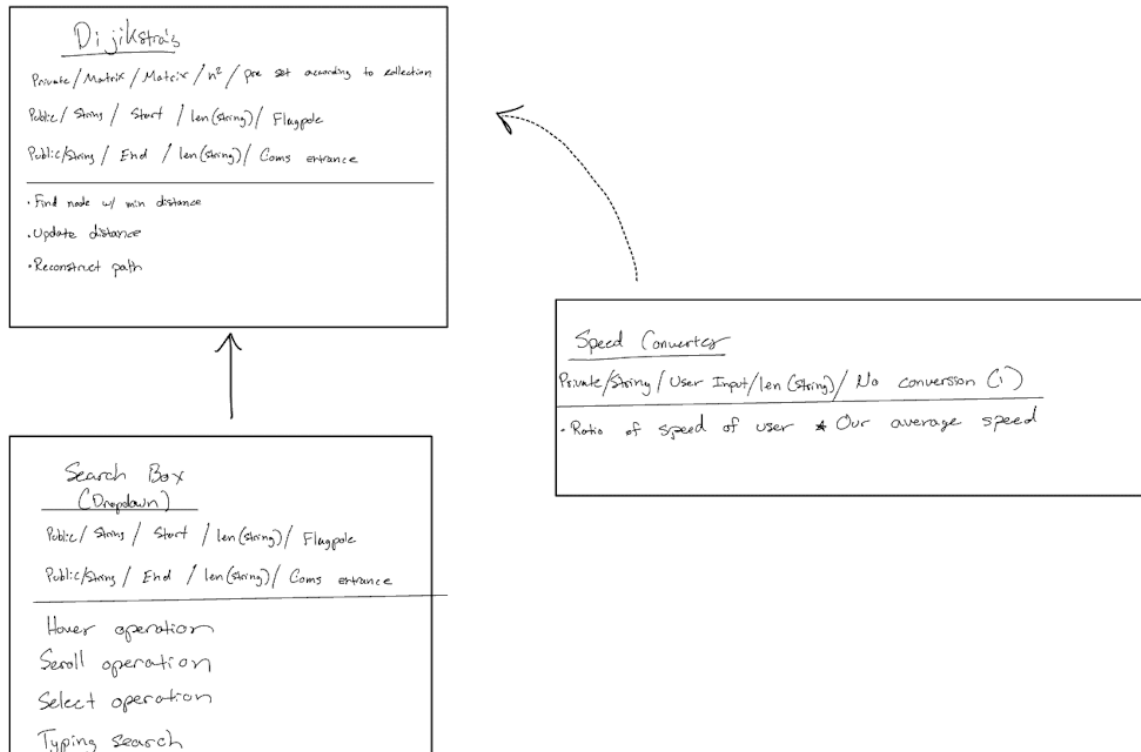 Dijikstra's
Private/Matrix/Matrix/n²/pre set according to collection
Public/String/Start/len(string)/Flagpole
Public/String/End/len(string)/Coms entrance
• Find node w/ min distance
• Update distance
• Reconstruct path
Speed Converter
Private/String/User Input/len(string)/No conversion (1)
• Ratio of speed of user * Our average speed
Search Box
(Dropdown)
Public/String/Start/len(string)/Flagpole
Public/String/End/len(string)/Coms entrance
Hover operation
Scroll operation
Select operation
Typing search